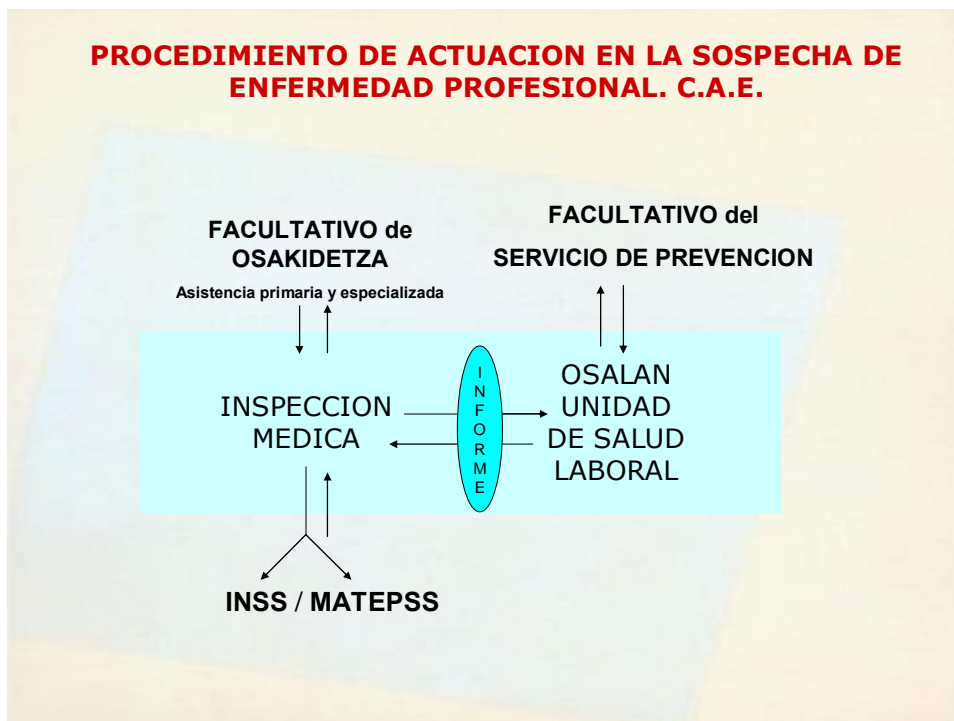 PROCEDIMIENTO DE ACTUACION EN LA SOSPECHA DE
ENFERMEDAD PROFESIONAL. C.A.E.
FACULTATIVO de
OSAKIDETZA
Asistencia primaria y especializada
FACULTATIVO del
SERVICIO DE PREVENCION
INSPECCION
MEDICA
I
N
F
O
R
M
E
OSALAN
UNIDAD
DE SALUD
LABORAL
INSS / MATEPSS